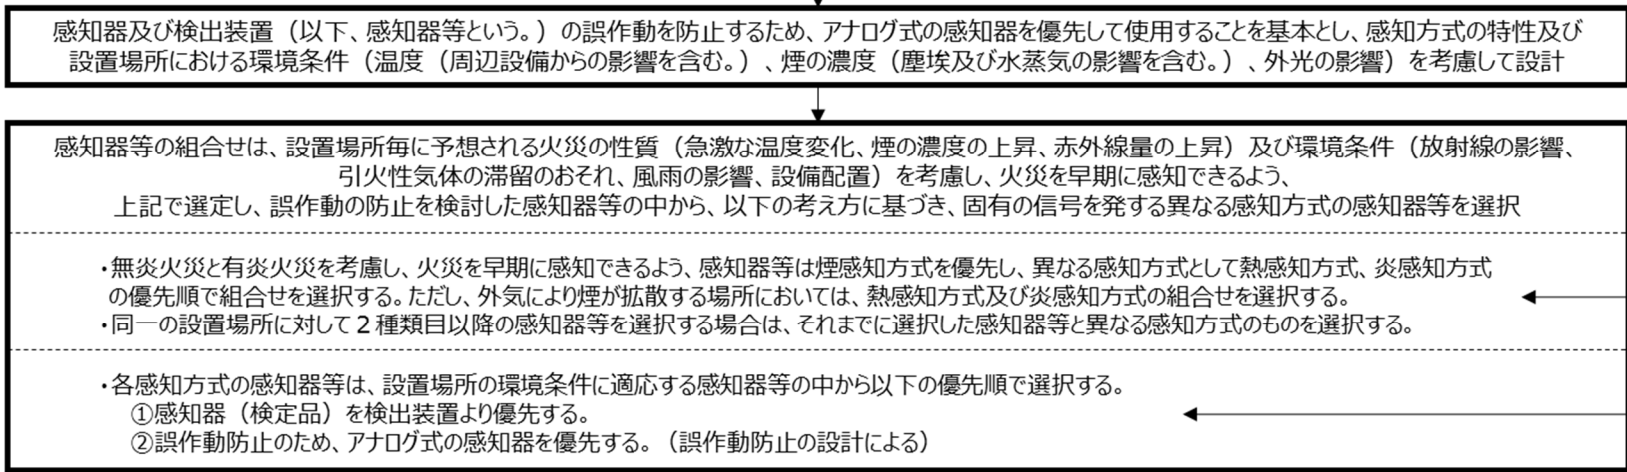 感知器及び検出装置（以下、感知器等という。）の誤作動を防止するため、アナログ式の感知器を優先して使用することを基本とし、感知方式の特性及び
設置場所における環境条件（温度（周辺設備からの影響を含む。）、煙の濃度（塵埃及び水蒸気の影響を含む。）、外光の影響）を考慮して設計
感知器等の組合せは、設置場所毎に予想される火災の性質（急激な温度変化、煙の濃度の上昇、赤外線量の上昇）及び環境条件（放射線の影響、
引火性気体の滞留のおそれ、風雨の影響、設備配置）を考慮し、火災を早期に感知できるよう、
上記で選定し、誤作動の防止を検討した感知器等の中から、以下の考え方に基づき、固有の信号を発する異なる感知方式の感知器等を選択
・無炎火災と有炎火災を考慮し、火災を早期に感知できるよう、感知器等は煙感知方式を優先し、異なる感知方式として熱感知方式、炎感知方式
の優先順で組合せを選択する。ただし、外気により煙が拡散する場所においては、熱感知方式及び炎感知方式の組合せを選択する。
・同一の設置場所に対して２種類目以降の感知器等を選択する場合は、それまでに選択した感知器等と異なる感知方式のものを選択する。
・各感知方式の感知器等は、設置場所の環境条件に適応する感知器等の中から以下の優先順で選択する。
①感知器（検定品）を検出装置より優先する。
②誤作動防止のため、アナログ式の感知器を優先する。（誤作動防止の設計による）